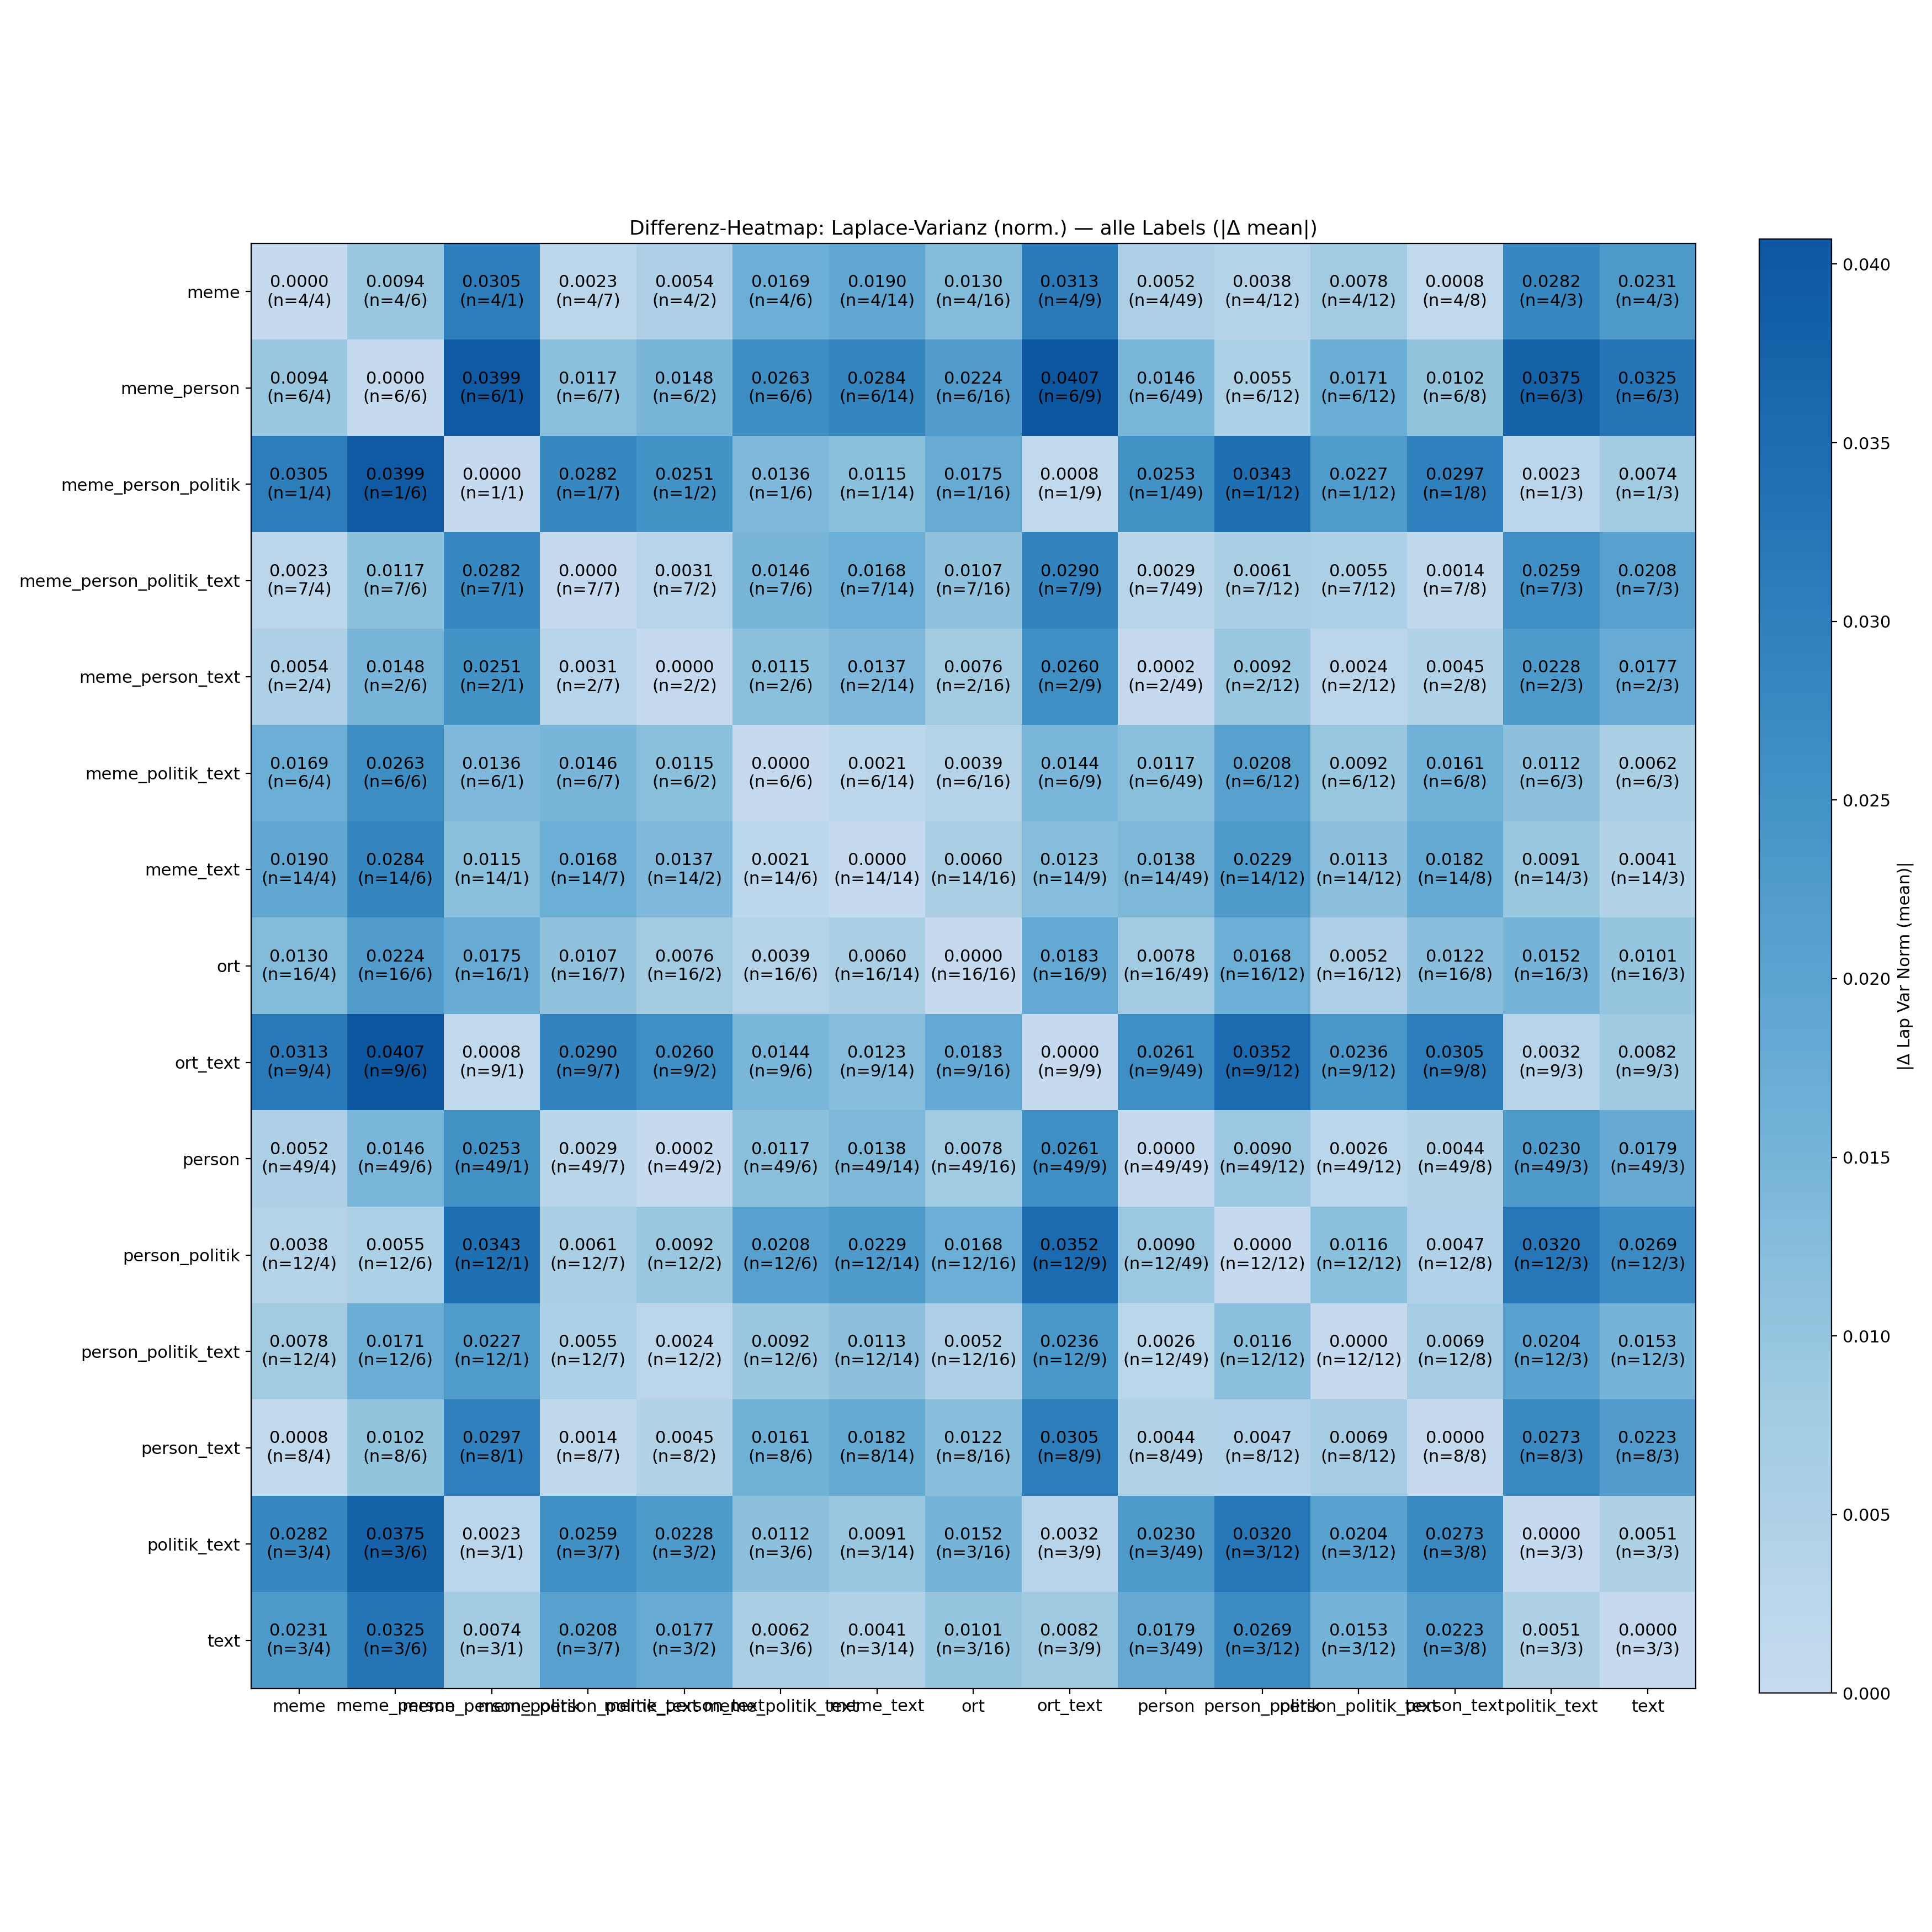 Differenz-Heatmap: Laplace-Varianz (norm.) — alle Labels (|Δ mean|)
meme 0.0000 0.0094 0.0305 0.0023 0.0054 0.0169 0.0190 0.0130 0.0313 0.0052 0.0038 0.0078 0.0008 0.0282 0.0231
(n=4/4) (n=4/6) (n=4/1) (n=4/7) (n=4/2) (n=4/6) (n=4/14) (n=4/16) (n=4/9) (n=4/49) (n=4/12) (n=4/12) (n=4/8) (n=4/3) (n=4/3)
meme_person 0.0094 0.0000 0.0399 0.0117 0.0148 0.0263 0.0284 0.0224 0.0407 0.0146 0.0055 0.0171 0.0102 0.0375 0.0325
(n=6/4) (n=6/6) (n=6/1) (n=6/7) (n=6/2) (n=6/6) (n=6/14) (n=6/16) (n=6/9) (n=6/49) (n=6/12) (n=6/12) (n=6/8) (n=6/3) (n=6/3)
meme_person_politik 0.0305 0.0399 0.0000 0.0282 0.0251 0.0136 0.0115 0.0175 0.0008 0.0253 0.0343 0.0227 0.0297 0.0023 0.0074
(n=1/4) (n=1/6) (n=1/1) (n=1/7) (n=1/2) (n=1/6) (n=1/14) (n=1/16) (n=1/9) (n=1/49) (n=1/12) (n=1/12) (n=1/8) (n=1/3) (n=1/3)
meme_person_politik_text 0.0023 0.0117 0.0282 0.0000 0.0031 0.0146 0.0168 0.0107 0.0290 0.0029 0.0061 0.0055 0.0014 0.0259 0.0208
(n=7/4) (n=7/6) (n=7/1) (n=7/7) (n=7/2) (n=7/6) (n=7/14) (n=7/16) (n=7/9) (n=7/49) (n=7/12) (n=7/12) (n=7/8) (n=7/3) (n=7/3)
meme_person_text 0.0054 0.0148 0.0251 0.0031 0.0000 0.0115 0.0137 0.0076 0.0260 0.0002 0.0092 0.0024 0.0045 0.0228 0.0177
(n=2/4) (n=2/6) (n=2/1) (n=2/7) (n=2/2) (n=2/6) (n=2/14) (n=2/16) (n=2/9) (n=2/49) (n=2/12) (n=2/12) (n=2/8) (n=2/3) (n=2/3)
meme_politik_text 0.0169 0.0263 0.0136 0.0146 0.0115 0.0000 0.0021 0.0039 0.0144 0.0117 0.0208 0.0092 0.0161 0.0112 0.0062
(n=6/4) (n=6/6) (n=6/1) (n=6/7) (n=6/2) (n=6/6) (n=6/14) (n=6/16) (n=6/9) (n=6/49) (n=6/12) (n=6/12) (n=6/8) (n=6/3) (n=6/3)
meme_text 0.0190 0.0284 0.0115 0.0168 0.0137 0.0021 0.0000 0.0060 0.0123 0.0138 0.0229 0.0113 0.0182 0.0091 0.0041
(n=14/4) (n=14/6) (n=14/1) (n=14/7) (n=14/2) (n=14/6) (n=14/14) (n=14/16) (n=14/9) (n=14/49) (n=14/12) (n=14/12) (n=14/8) (n=14/3) (n=14/3)
ort 0.0130 0.0224 0.0175 0.0107 0.0076 0.0039 0.0060 0.0000 0.0183 0.0078 0.0168 0.0052 0.0122 0.0152 0.0101
(n=16/4) (n=16/6) (n=16/1) (n=16/7) (n=16/2) (n=16/6) (n=16/14) (n=16/16) (n=16/9) (n=16/49) (n=16/12) (n=16/12) (n=16/8) (n=16/3) (n=16/3)
ort_text 0.0313 0.0407 0.0008 0.0290 0.0260 0.0144 0.0123 0.0183 0.0000 0.0261 0.0352 0.0236 0.0305 0.0032 0.0082
(n=9/4) (n=9/6) (n=9/1) (n=9/7) (n=9/2) (n=9/6) (n=9/14) (n=9/16) (n=9/9) (n=9/49) (n=9/12) (n=9/12) (n=9/8) (n=9/3) (n=9/3)
person 0.0052 0.0146 0.0253 0.0029 0.0002 0.0117 0.0138 0.0078 0.0261 0.0000 0.0090 0.0026 0.0044 0.0230 0.0179
(n=49/4) (n=49/6) (n=49/1) (n=49/7) (n=49/2) (n=49/6) (n=49/14) (n=49/16) (n=49/9) (n=49/49) (n=49/12) (n=49/12) (n=49/8) (n=49/3) (n=49/3)
person_politik 0.0038 0.0055 0.0343 0.0061 0.0092 0.0208 0.0229 0.0168 0.0352 0.0090 0.0000 0.0116 0.0047 0.0320 0.0269
(n=12/4) (n=12/6) (n=12/1) (n=12/7) (n=12/2) (n=12/6) (n=12/14) (n=12/16) (n=12/9) (n=12/49) (n=12/12) (n=12/12) (n=12/8) (n=12/3) (n=12/3)
person_politik_text 0.0078 0.0171 0.0227 0.0055 0.0024 0.0092 0.0113 0.0052 0.0236 0.0026 0.0116 0.0000 0.0069 0.0204 0.0153
(n=12/4) (n=12/6) (n=12/1) (n=12/7) (n=12/2) (n=12/6) (n=12/14) (n=12/16) (n=12/9) (n=12/49) (n=12/12) (n=12/12) (n=12/8) (n=12/3) (n=12/3)
person_text 0.0008 0.0102 0.0297 0.0014 0.0045 0.0161 0.0182 0.0122 0.0305 0.0044 0.0047 0.0069 0.0000 0.0273 0.0223
(n=8/4) (n=8/6) (n=8/1) (n=8/7) (n=8/2) (n=8/6) (n=8/14) (n=8/16) (n=8/9) (n=8/49) (n=8/12) (n=8/12) (n=8/8) (n=8/3) (n=8/3)
politik_text 0.0282 0.0375 0.0023 0.0259 0.0228 0.0112 0.0091 0.0152 0.0032 0.0230 0.0320 0.0204 0.0273 0.0000 0.0051
(n=3/4) (n=3/6) (n=3/1) (n=3/7) (n=3/2) (n=3/6) (n=3/14) (n=3/16) (n=3/9) (n=3/49) (n=3/12) (n=3/12) (n=3/8) (n=3/3) (n=3/3)
text 0.0231 0.0325 0.0074 0.0208 0.0177 0.0062 0.0041 0.0101 0.0082 0.0179 0.0269 0.0153 0.0223 0.0051 0.0000
(n=3/4) (n=3/6) (n=3/1) (n=3/7) (n=3/2) (n=3/6) (n=3/14) (n=3/16) (n=3/9) (n=3/49) (n=3/12) (n=3/12) (n=3/8) (n=3/3) (n=3/3)
meme meme_person meme_person_politik meme_person_politik_text meme_person_text meme_politik_text meme_text ort ort_text person person_politik person_politik_text person_text politik_text text
0.040
0.035
0.030
0.025
0.020
0.015
0.010
0.005
0.000
|Δ Lap Var Norm (mean)|